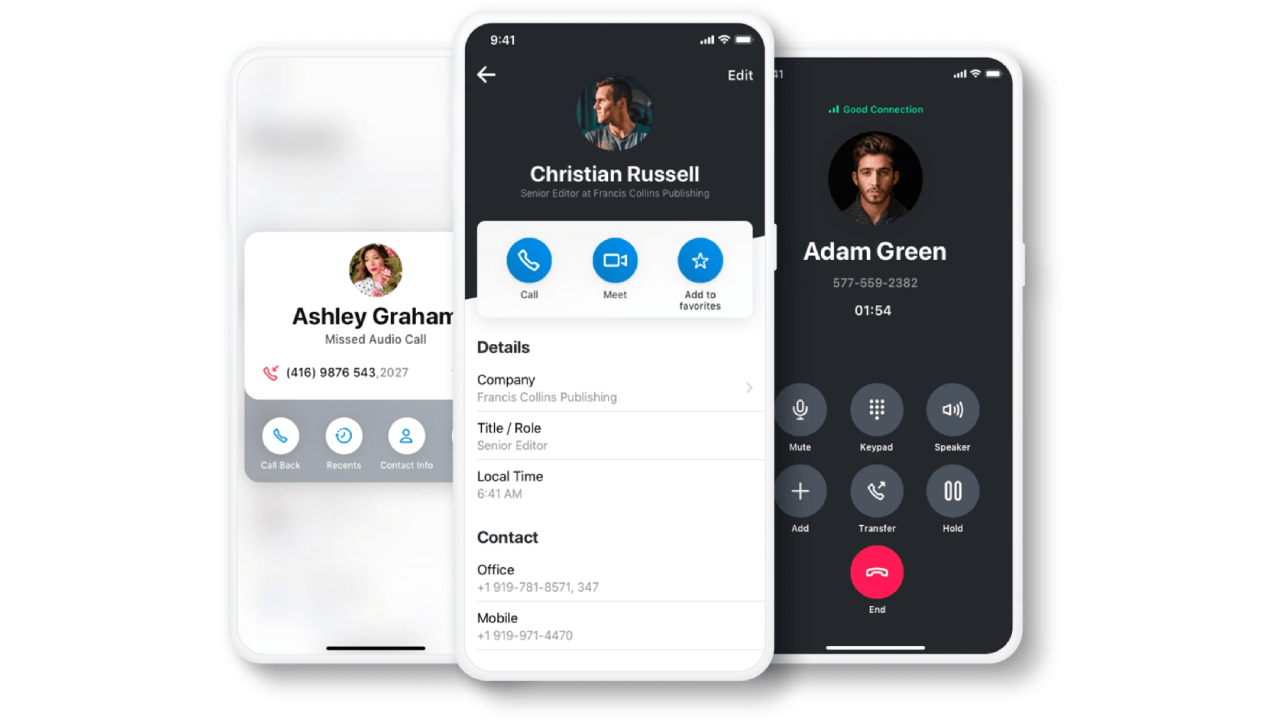 Ashley Graham
Missed Audio Call
(416) 9876 543,2027
Call Back
Recents
Contact Info
9:41
Edit
Christian Russell
Senior Editor at Francis Collins Publishing
Call
Meet
Add to
favorites
Details
Company
Francis Collins Publishing
Title / Role
Senior Editor
Local Time
6:41 AM
Contact
Office
+1 919-781-8571, 347
Mobile
+1 919-971-4470
41
Good Connection
Adam Green
577-559-2382
01:54
Mute
Keypad
Speaker
Add
Transfer
Hold
End